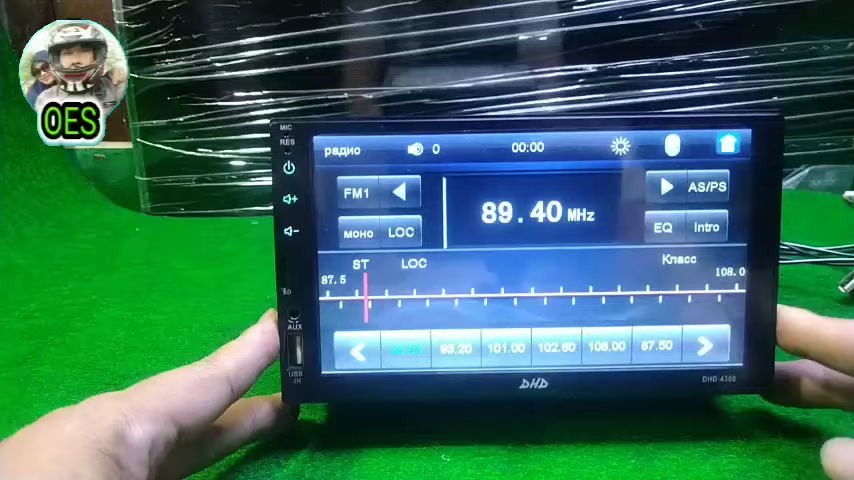 OES
MIC
RES
радио 0 00:00
FM1 AS/PS
89.40 MHz
моно LOC EQ Intro
ST LOC Класс
87.5 108.0
93.20 101.00 102.60 108.00 87.50
AUX
USB
IR
DHD DHD-4300